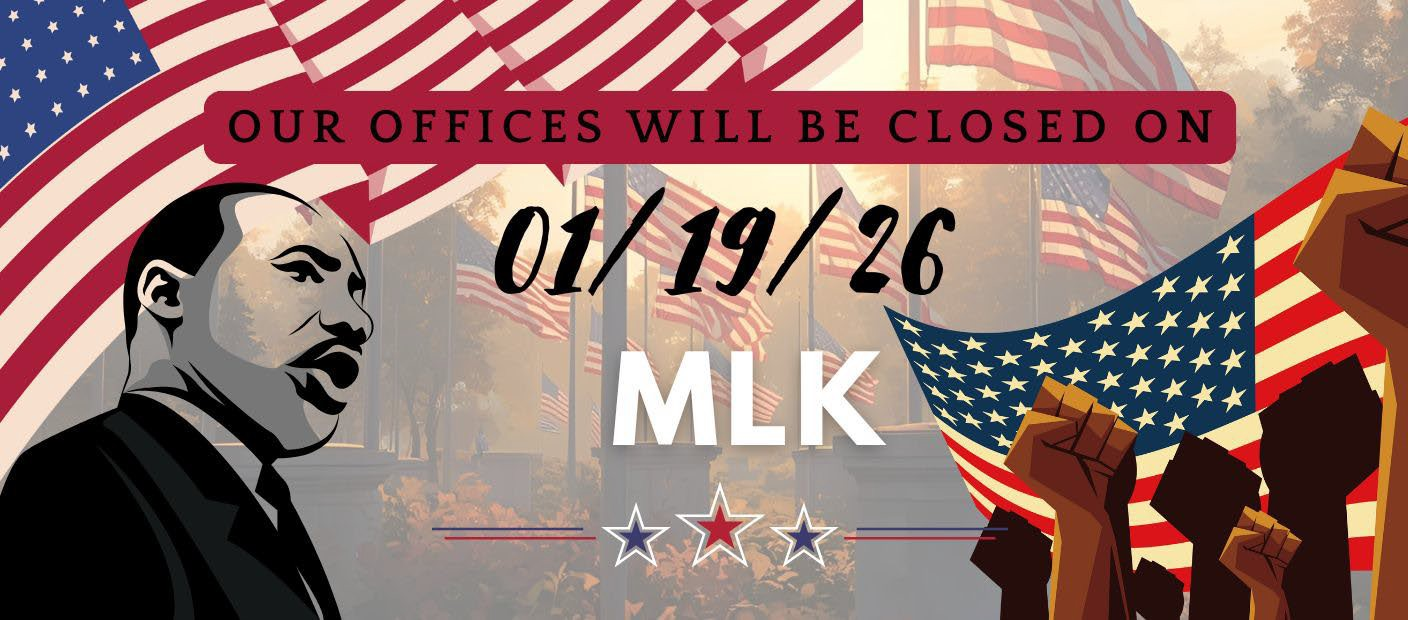 OUR OFFICES WILL BE CLOSED ON
01/19/26
MLK